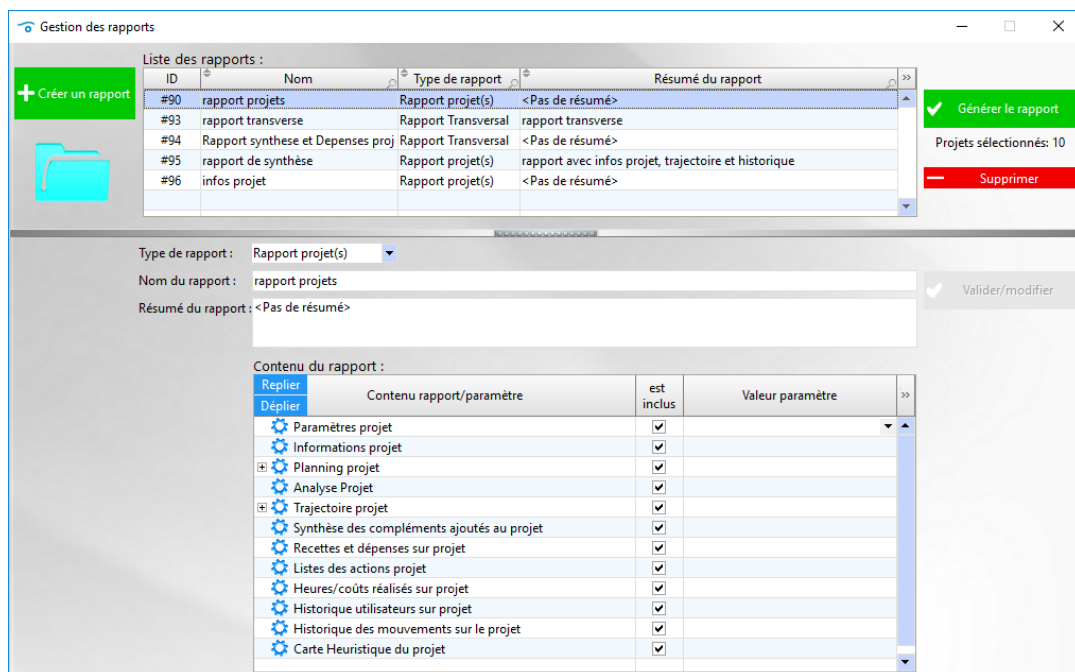 Gestion des rapports
Liste des rapports :
Créer un rapport
ID Nom Type de rapport Résumé du rapport >>
#90 rapport projets Rapport projet(s) <Pas de résumé>
#93 rapport transverse Rapport Transversal rapport transverse
#94 Rapport synthese et Depenses proj Rapport Transversal <Pas de résumé>
#95 rapport de synthèse Rapport projet(s) rapport avec infos projet, trajectoire et historique
#96 infos projet Rapport projet(s) <Pas de résumé>
Générer le rapport
Projets sélectionnés: 10
Supprimer
Type de rapport : Rapport projet(s)
Nom du rapport : rapport projets
Résumé du rapport : <Pas de résumé>
Valider/modifier
Contenu du rapport :
Replier
Déplier
Contenu rapport/paramètre
est
inclus
Valeur paramètre
>>
Paramètres projet
Informations projet
Planning projet
Analyse Projet
Trajectoire projet
Synthèse des compléments ajoutés au projet
Recettes et dépenses sur projet
Listes des actions projet
Heures/coûts réalisés sur projet
Historique utilisateurs sur projet
Historique des mouvements sur le projet
Carte Heuristique du projet